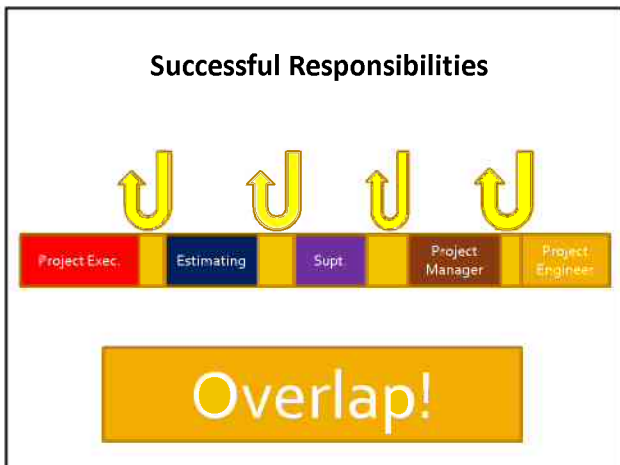 Successful Responsibilities
Project Exec.
Estimating
Supt.
Project
Manager
Project
Engineer
Overlap!